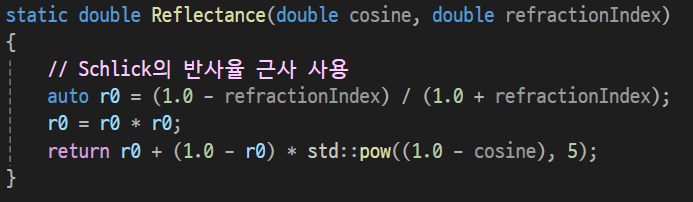 static double Reflectance(double cosine, double refractionIndex)
{
// Schlick의 반사율 근사 사용
auto r0 = (1.0 - refractionIndex) / (1.0 + refractionIndex);
r0 = r0 * r0;
return r0 + (1.0 - r0) * std::pow((1.0 - cosine), 5);
}